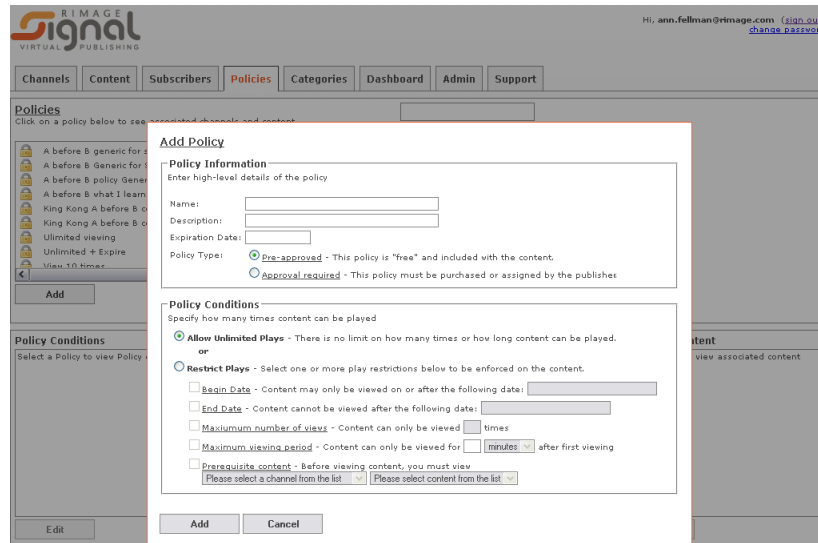 RIMAGE
Signal
VIRTUAL PUBLISHING
Hi, ann.fellman@rimage.com (sign ou
change passwor
Channels Content Subscribers Policies Categories Dashboard Admin Support
Policies
Click on a policy below to see associated channels and content
A before B generic for s
A before B Generic for
A before B policy Gener
A before B what I learn
King Kong A before B c
King Kong A before B c
Ulimited viewing
Unlimited + Expire
View 10 times
Add
Policy Conditions
Select a Policy to view Policy
Edit
ntent
view associated content
Add Policy
Policy Information
Enter high-level details of the policy
Name:
Description:
Expiration Date:
Policy Type:
Pre-approved - This policy is "free" and included with the content.
Approval required - This policy must be purchased or assigned by the publishe
Policy Conditions
Specify how many times content can be played
Allow Unlimited Plays - There is no limit on how many times or how long content can be played.
or
Restrict Plays - Select one or more play restrictions below to be enforced on the content.
Begin Date - Content may only be viewed on or after the following date:
End Date - Content cannot be viewed after the following date:
Maxiumum number of views - Content can only be viewed times
Maximum viewing period - Content can only be viewed for minutes after first viewing
Prerequisite content - Before viewing content, you must view
Please select a channel from the list Please select content from the list
Add Cancel